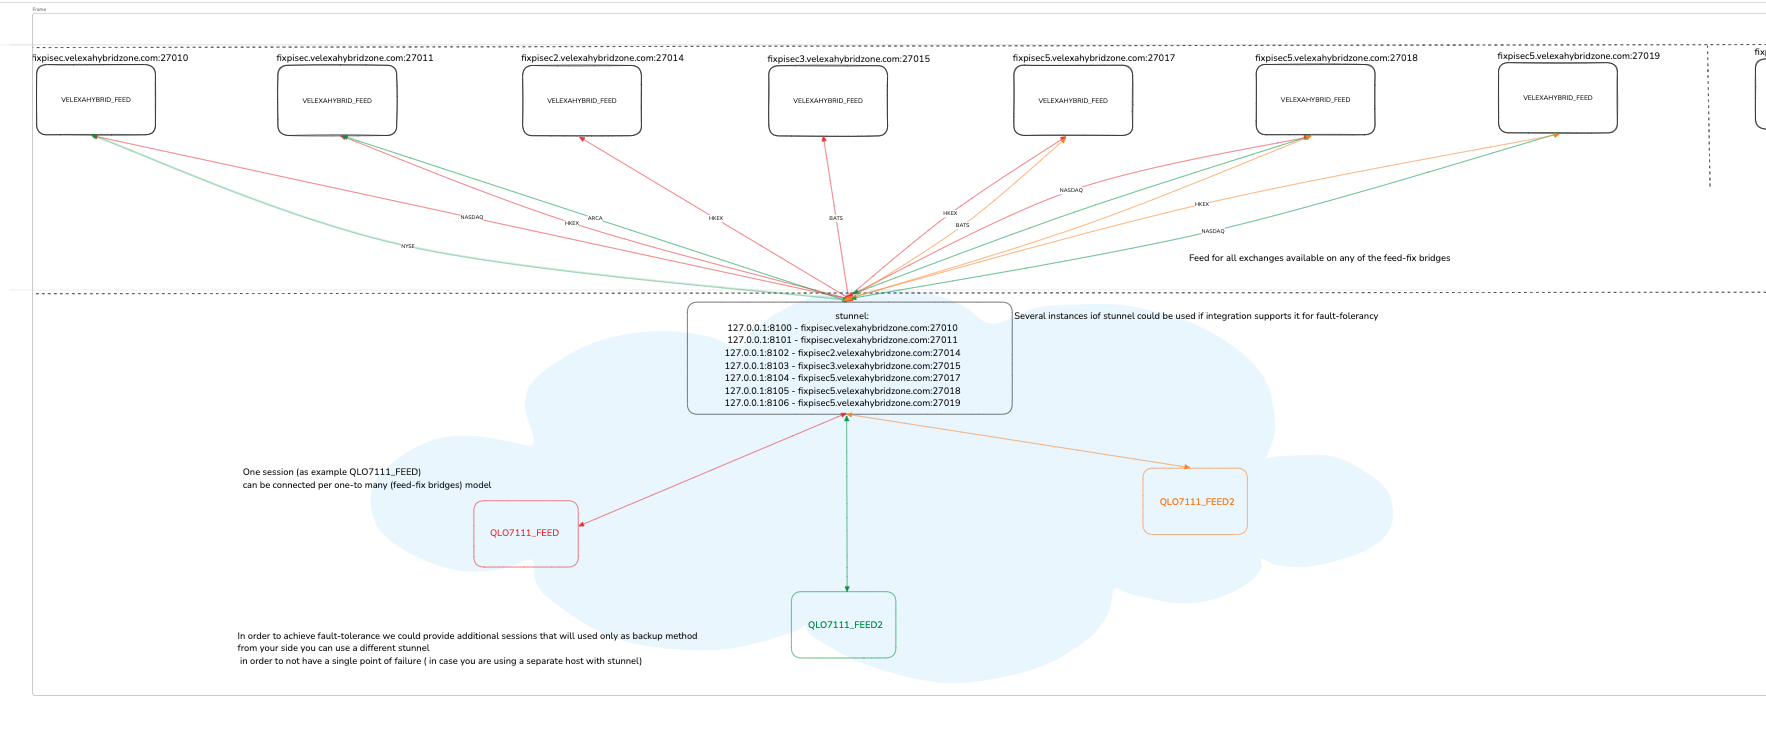 Frame
fixpisec.velexahybridzone.com:27010
fixpisec.velexahybridzone.com:27011
fixpisec2.velexahybridzone.com:27014
fixpisec3.velexahybridzone.com:27015
fixpisec5.velexahybridzone.com:27017
fixpisec5.velexahybridzone.com:27018
fixpisec5.velexahybridzone.com:27019
VELEXAHYBRID_FEED
VELEXAHYBRID_FEED
VELEXAHYBRID_FEED
VELEXAHYBRID_FEED
VELEXAHYBRID_FEED
VELEXAHYBRID_FEED
VELEXAHYBRID_FEED
NASDAQ
NYSE
HKEX
ARCA
HKEX
BATS
HKEX
BATS
NASDAQ
HKEX
NASDAQ
Feed for all exchanges available on any of the feed-fix bridges
stunnel:
127.0.0.1:8100 - fixpisec.velexahybridzone.com:27010
127.0.0.1:8101 - fixpisec.velexahybridzone.com:27011
127.0.0.1:8102 - fixpisec2.velexahybridzone.com:27014
127.0.0.1:8103 - fixpisec3.velexahybridzone.com:27015
127.0.0.1:8104 - fixpisec5.velexahybridzone.com:27017
127.0.0.1:8105 - fixpisec5.velexahybridzone.com:27018
127.0.0.1:8106 - fixpisec5.velexahybridzone.com:27019
Several instances iof stunnel could be used if integration supports it for fault-folerancy
One session (as example QLO7111_FEED)
can be connected per one-to many (feed-fix bridges) model
QLO7111_FEED
QLO7111_FEED2
QLO7111_FEED2
In order to achieve fault-tolerance we could provide additional sessions that will used only as backup method
from your side you can use a different stunnel
in order to not have a single point of failure ( in case you are using a separate host with stunnel)